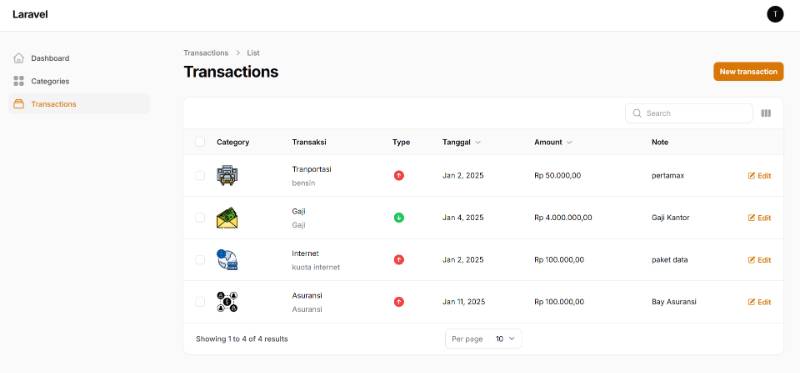 Laravel
T
Dashboard
Categories
Transactions
Transactions > List
Transactions
New transaction
Search
Category Transaksi Type Tanggal Amount Note
Tranportasi
bensin
Jan 2, 2025 Rp 50.000,00 pertamax Edit
Gaji
Gaji
Jan 4, 2025 Rp 4.000.000,00 Gaji Kantor Edit
Internet
kuota internet
Jan 2, 2025 Rp 100.000,00 paket data Edit
Asuransi
Asuransi
Jan 11, 2025 Rp 100.000,00 Bay Asuransi Edit
Showing 1 to 4 of 4 results
Per page 10